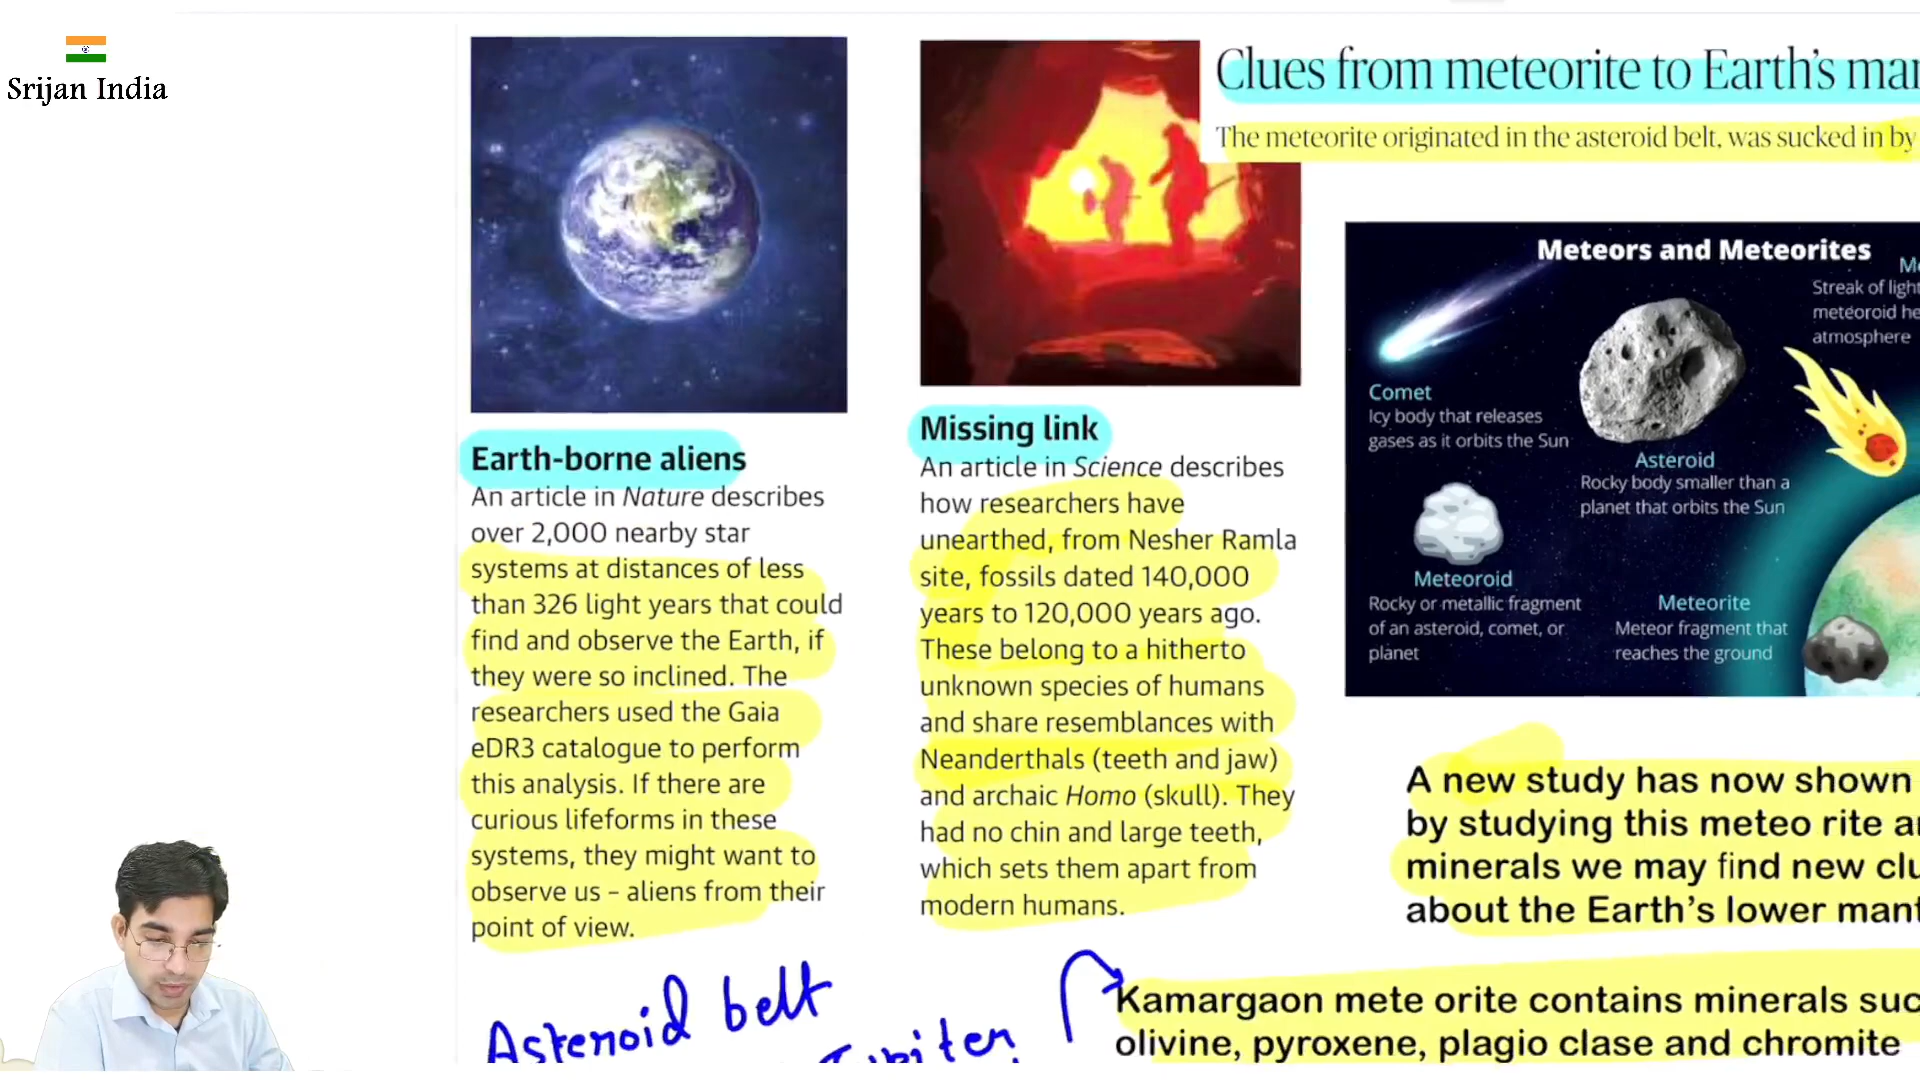 Srijan India
Earth-borne aliens
An article in Nature describes
over 2,000 nearby star
systems at distances of less
than 326 light years that could
find and observe the Earth, if
they were so inclined. The
researchers used the Gaia
eDR3 catalogue to perform
this analysis. If there are
curious lifeforms in these
systems, they might want to
observe us – aliens from their
point of view.
Missing link
An article in Science describes
how researchers have
unearthed, from Nesher Ramla
site, fossils dated 140,000
years to 120,000 years ago.
These belong to a hitherto
unknown species of humans
and share resemblances with
Neanderthals (teeth and jaw)
and archaic Homo (skull). They
had no chin and large teeth,
which sets them apart from
modern humans.
Clues from meteorite to Earth's
The meteorite originated in the asteroid belt, was sucked in by
Meteors and Meteorites
Streak of light
meteoroid
atmosphere
Comet
Icy body that releases
gases as it orbits the Sun
Asteroid
Rocky body smaller than a
planet that orbits the Sun
Meteoroid
Rocky or metallic fragment
of an asteroid, comet, or
planet
Meteorite
Meteor fragment that
reaches the ground
A new study has now shown
by studying this meteo rite
minerals we may find new
about the Earth's lower
Asteroid belt
Jupiter
Kamargaon mete orite contains minerals
olivine, pyroxene, plagio clase and chromite